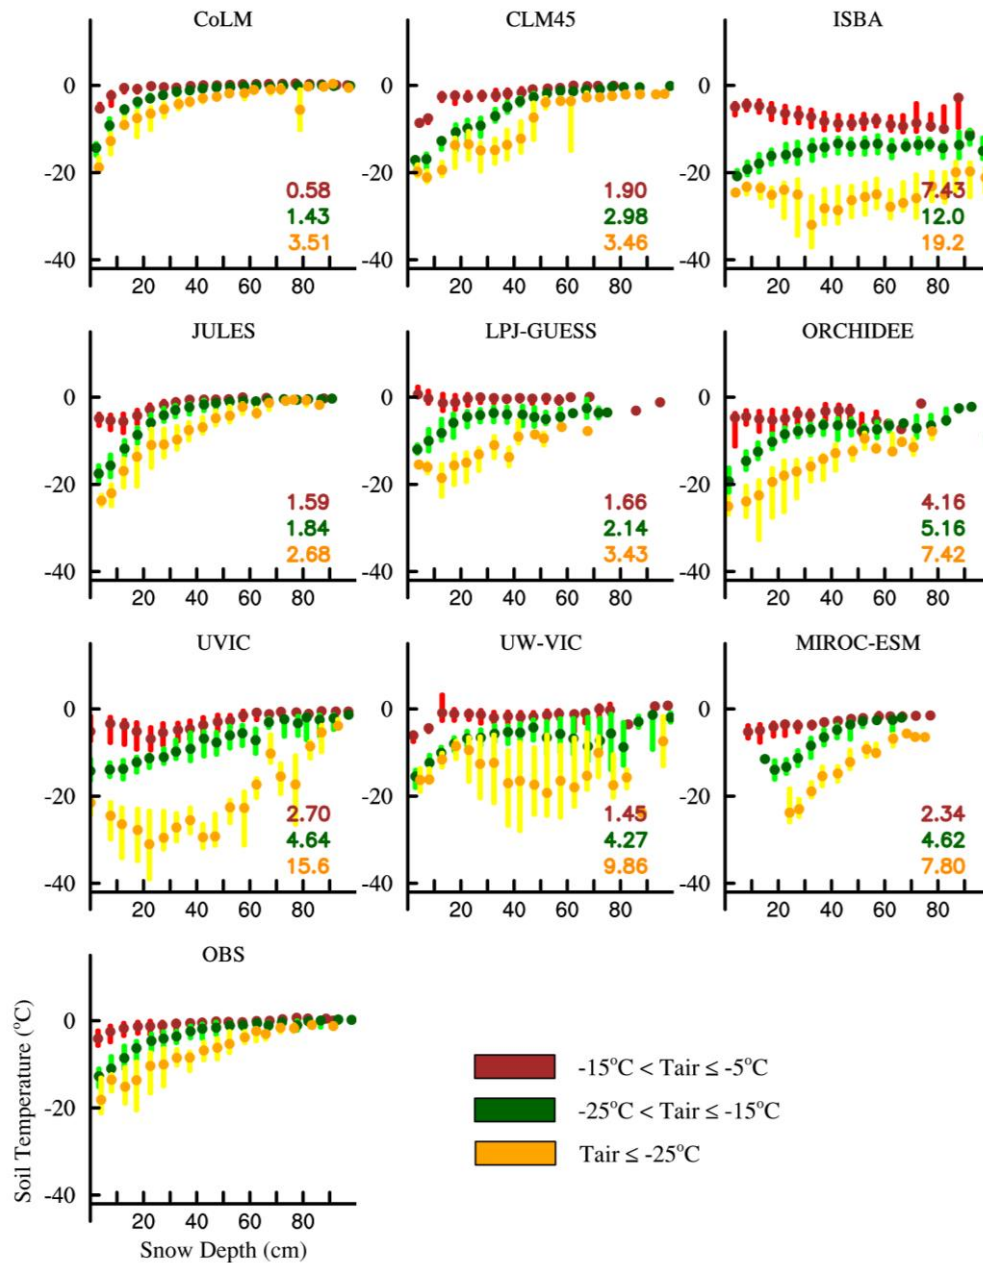 CoLM
CLM45
ISBA
0
-20
-40
0.58
1.43
3.51
20 40 60 80
0
-20
-40
1.90
2.98
3.46
20 40 60 80
0
-20
-40
7.43
12.0
19.2
20 40 60 80
JULES
LPJ-GUESS
ORCHIDEE
0
-20
-40
1.59
1.84
2.68
20 40 60 80
0
-20
-40
1.66
2.14
3.43
20 40 60 80
0
-20
-40
4.16
5.16
7.42
20 40 60 80
UVIC
UW-VIC
MIROC-ESM
0
-20
-40
2.70
4.64
15.6
20 40 60 80
0
-20
-40
1.45
4.27
9.86
20 40 60 80
0
-20
-40
2.34
4.62
7.80
20 40 60 80
OBS
Soil Temperature (°C)
0
-20
-40
20 40 60 80
Snow Depth (cm)
-15°C < Tair ≤ -5°C
-25°C < Tair ≤ -15°C
Tair ≤ -25°C